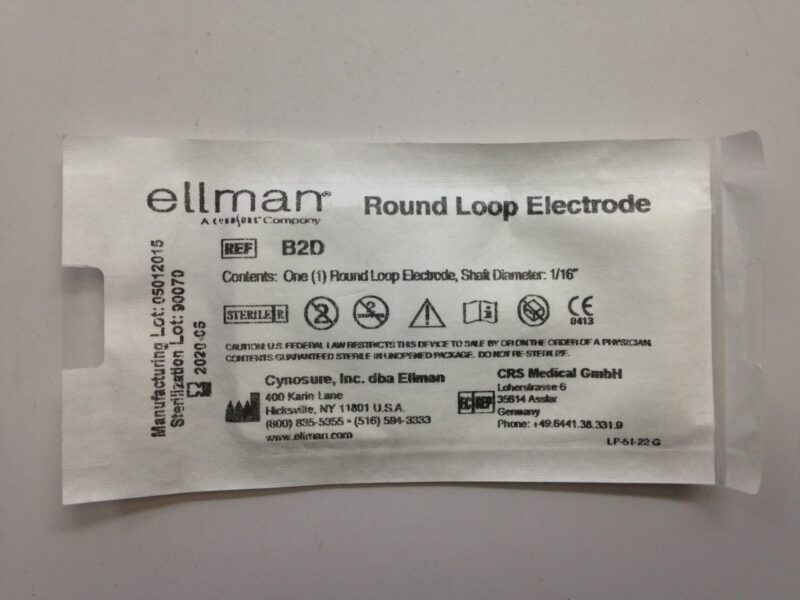 ellman®
A CYNOSURE Company
Round Loop Electrode
REF B2D
Contents: One (1) Round Loop Electrode, Shaft Diameter: 1/16"
STERILE R 2 2 i CE
0413
CAUTION: U.S. FEDERAL LAW RESTRICTS THIS DEVICE TO SALE BY OR ON THE ORDER OF A PHYSICIAN.
CONTENTS GUARANTEED STERILE IN UNOPENED PACKAGE. DO NOT RE-STERILIZE.
Cynosure, Inc. dba Ellman
400 Karin Lane
Hicksville, NY 11801 U.S.A.
(800) 835-5355 • (516) 594-3333
www.ellman.com
EC REP
CRS Medical GmbH
Loherstrasse 6
35614 Asslar
Germany
Phone: +49.6441.38.331.9
LP-51-22 G
Manufacturing Lot: 05012015
Sterilization Lot: 90070
2020-05